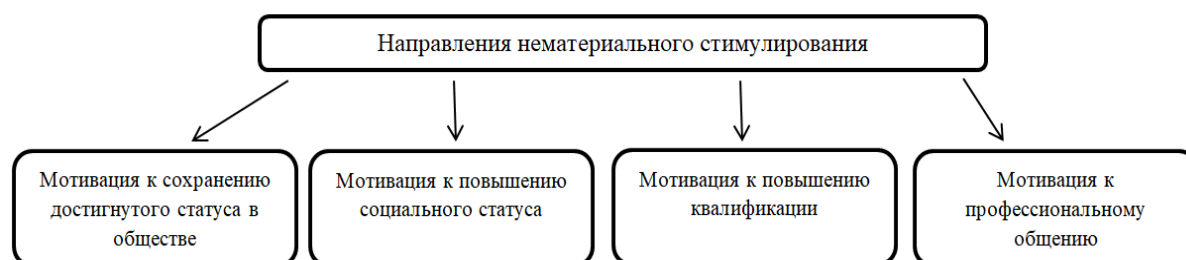 Направления нематериального стимулирования
Мотивация к сохранению
достигнутого статуса в
обществе
Мотивация к повышению
социального статуса
Мотивация к повышению
квалификации
Мотивация к
профессиональному
общению